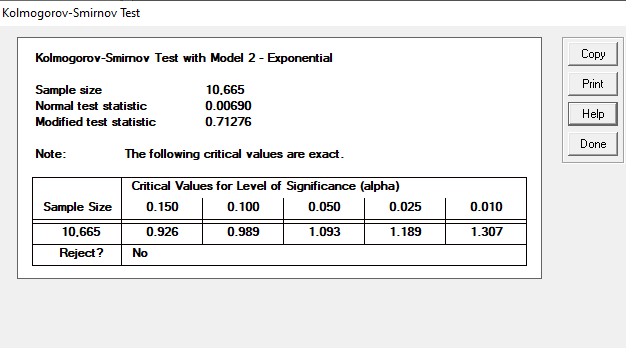 Kolmogorov-Smirnov Test
Kolmogorov-Smirnov Test with Model 2 - Exponential
Sample size 10,665
Normal test statistic 0.00690
Modified test statistic 0.71276
Note: The following critical values are exact.
Critical Values for Level of Significance (alpha)
Sample Size 0.150 0.100 0.050 0.025 0.010
10,665 0.926 0.989 1.093 1.189 1.307
Reject? No
Copy
Print
Help
Done